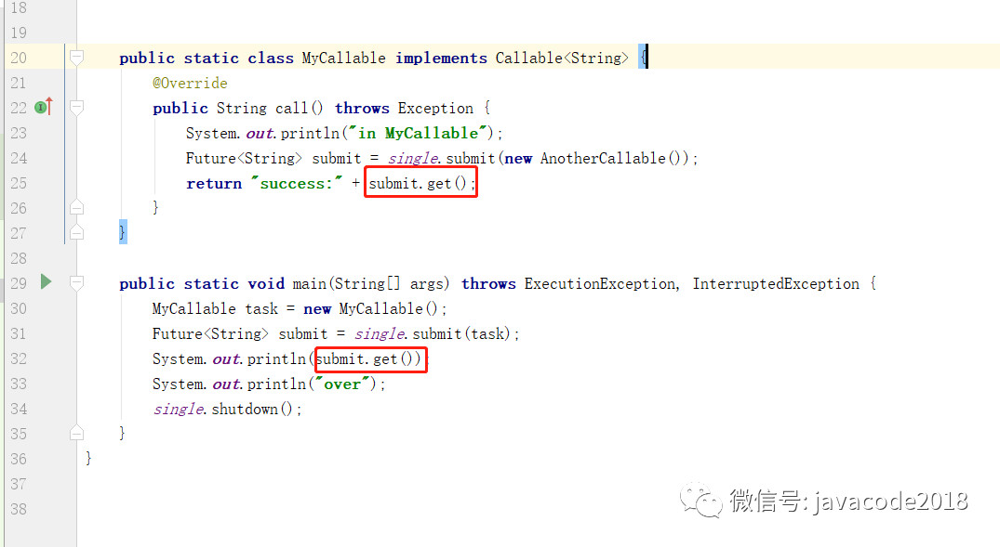 18
19
20 public static class MyCallable implements Callable<String> {
21 @Override
22 public String call() throws Exception {
23 System.out.println("in MyCallable");
24 Future<String> submit = single.submit(new AnotherCallable());
25 return "success:" + submit.get();
26 }
27 }
28
29 public static void main(String[] args) throws ExecutionException, InterruptedException {
30 MyCallable task = new MyCallable();
31 Future<String> submit = single.submit(task);
32 System.out.println(submit.get());
33 System.out.println("over");
34 single.shutdown();
35 }
36 }
37
38
微信号: javacode2018